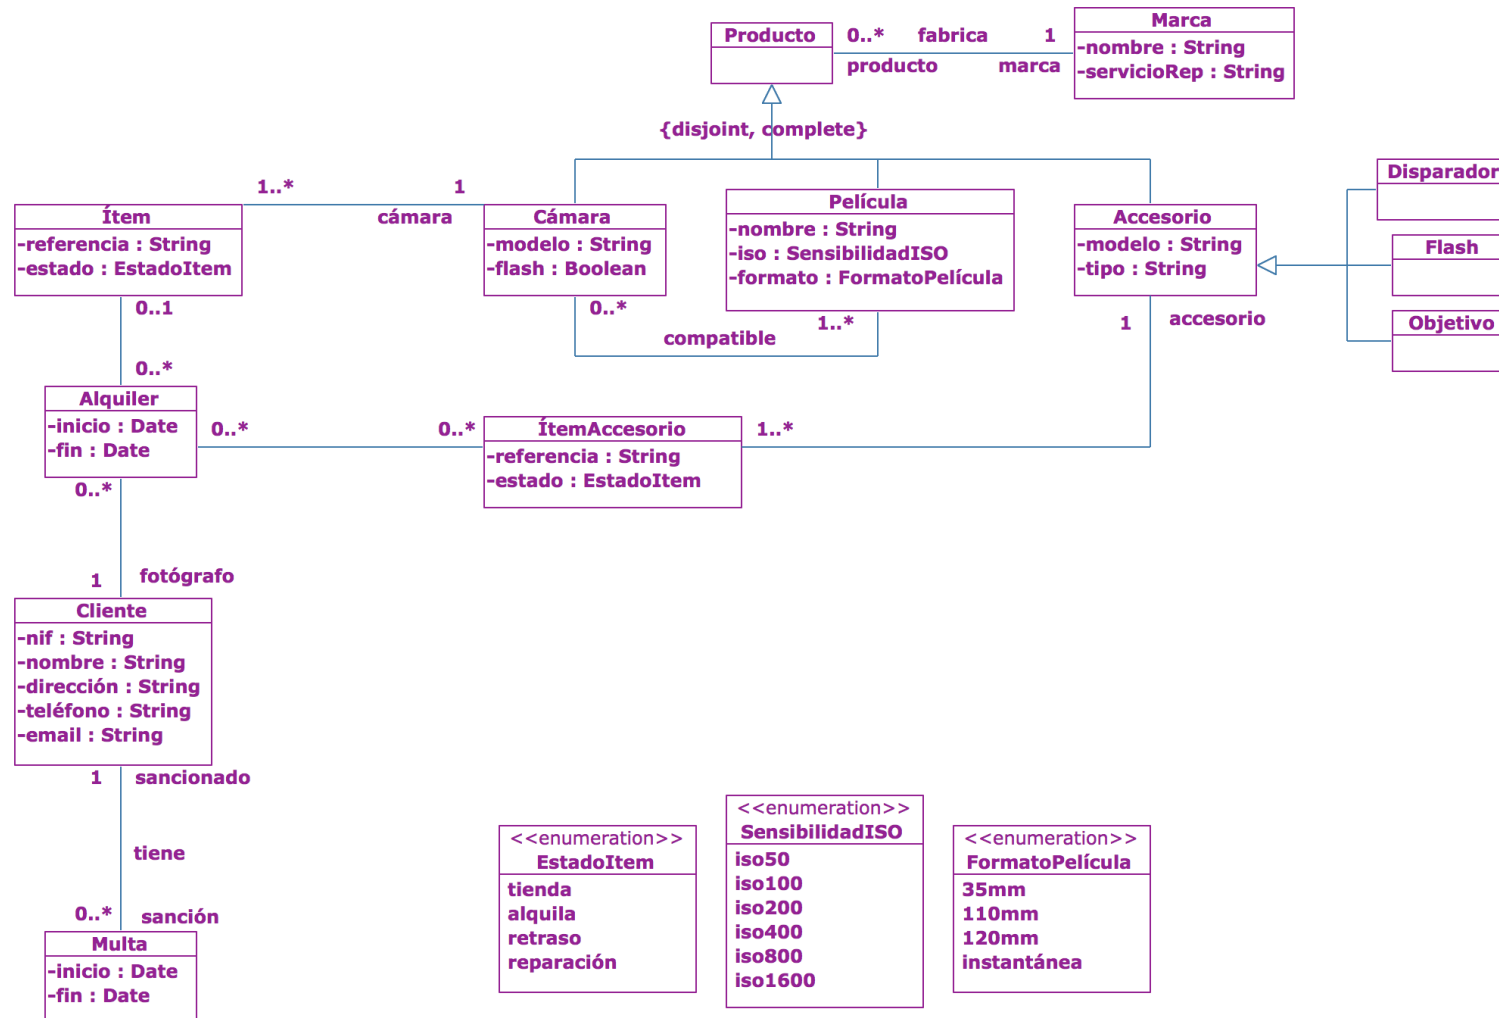 Producto
0..* fabrica 1
producto marca
Marca
-nombre : String
-servicioRep : String
{disjoint, complete}
1..* 1
cámara
Ítem
-referencia : String
-estado : EstadoItem
Cámara
-modelo : String
-flash : Boolean
Película
-nombre : String
-iso : SensibilidadISO
-formato : FormatoPelícula
Accesorio
-modelo : String
-tipo : String
Disparador
Flash
Objetivo
0..1
0..*
0..*
1..*
compatible
1 accesorio
Alquiler
-inicio : Date
-fin : Date
0..* 0..*
ÍtemAccesorio
-referencia : String
-estado : EstadoItem
1..*
0..*
1 fotógrafo
Cliente
-nif : String
-nombre : String
-dirección : String
-teléfono : String
-email : String
1 sancionado
tiene
0..* sanción
Multa
-inicio : Date
-fin : Date
<<enumeration>>
EstadoItem
tienda
alquila
retraso
reparación
<<enumeration>>
SensibilidadISO
iso50
iso100
iso200
iso400
iso800
iso1600
<<enumeration>>
FormatoPelícula
35mm
110mm
120mm
instantánea